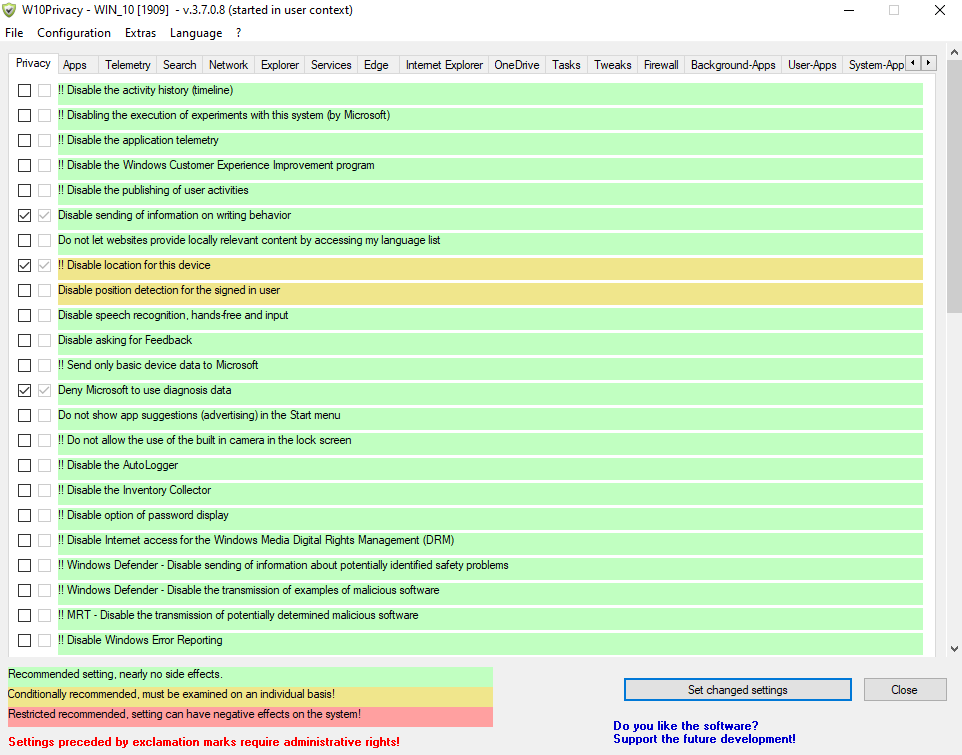 W10Privacy - WIN_10 [1909] - v.3.7.0.8 (started in user context)
File Configuration Extras Language ?
Privacy Apps Telemetry Search Network Explorer Services Edge Internet Explorer OneDrive Tasks Tweaks Firewall Background-Apps User-Apps System-App
!! Disable the activity history (timeline)
!! Disabling the execution of experiments with this system (by Microsoft)
!! Disable the application telemetry
!! Disable the Windows Customer Experience Improvement program
!! Disable the publishing of user activities
Disable sending of information on writing behavior
Do not let websites provide locally relevant content by accessing my language list
!! Disable location for this device
Disable position detection for the signed in user
Disable speech recognition, hands-free and input
Disable asking for Feedback
!! Send only basic device data to Microsoft
Deny Microsoft to use diagnosis data
Do not show app suggestions (advertising) in the Start menu
!! Do not allow the use of the built in camera in the lock screen
!! Disable the AutoLogger
!! Disable the Inventory Collector
!! Disable option of password display
!! Disable Internet access for the Windows Media Digital Rights Management (DRM)
!! Windows Defender - Disable sending of information about potentially identified safety problems
!! Windows Defender - Disable the transmission of examples of malicious software
!! MRT - Disable the transmission of potentially determined malicious software
!! Disable Windows Error Reporting
Recommended setting, nearly no side effects.
Conditionally recommended, must be examined on an individual basis!
Restricted recommended, setting can have negative effects on the system!
Settings preceded by exclamation marks require administrative rights!
Set changed settings
Close
Do you like the software?
Support the future development!